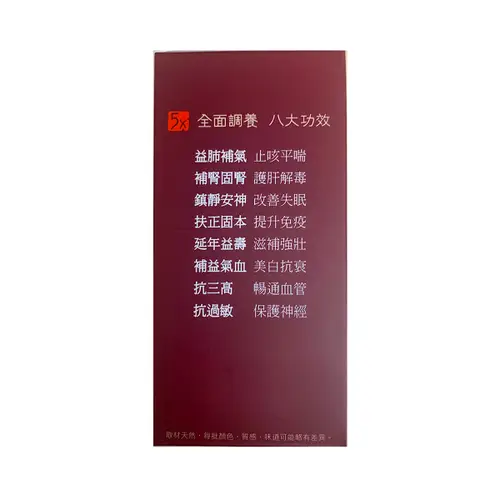 5X 全面調養 八大功效
益肺補氣 止咳平喘
補腎固腎 護肝解毒
鎮靜安神 改善失眠
扶正固本 提升免疫
延年益壽 滋補強壯
補益氣血 美白抗衰
抗三高 暢通血管
抗過敏 保護神經
取材天然，每批顏色、質感、味道可能略有差異。